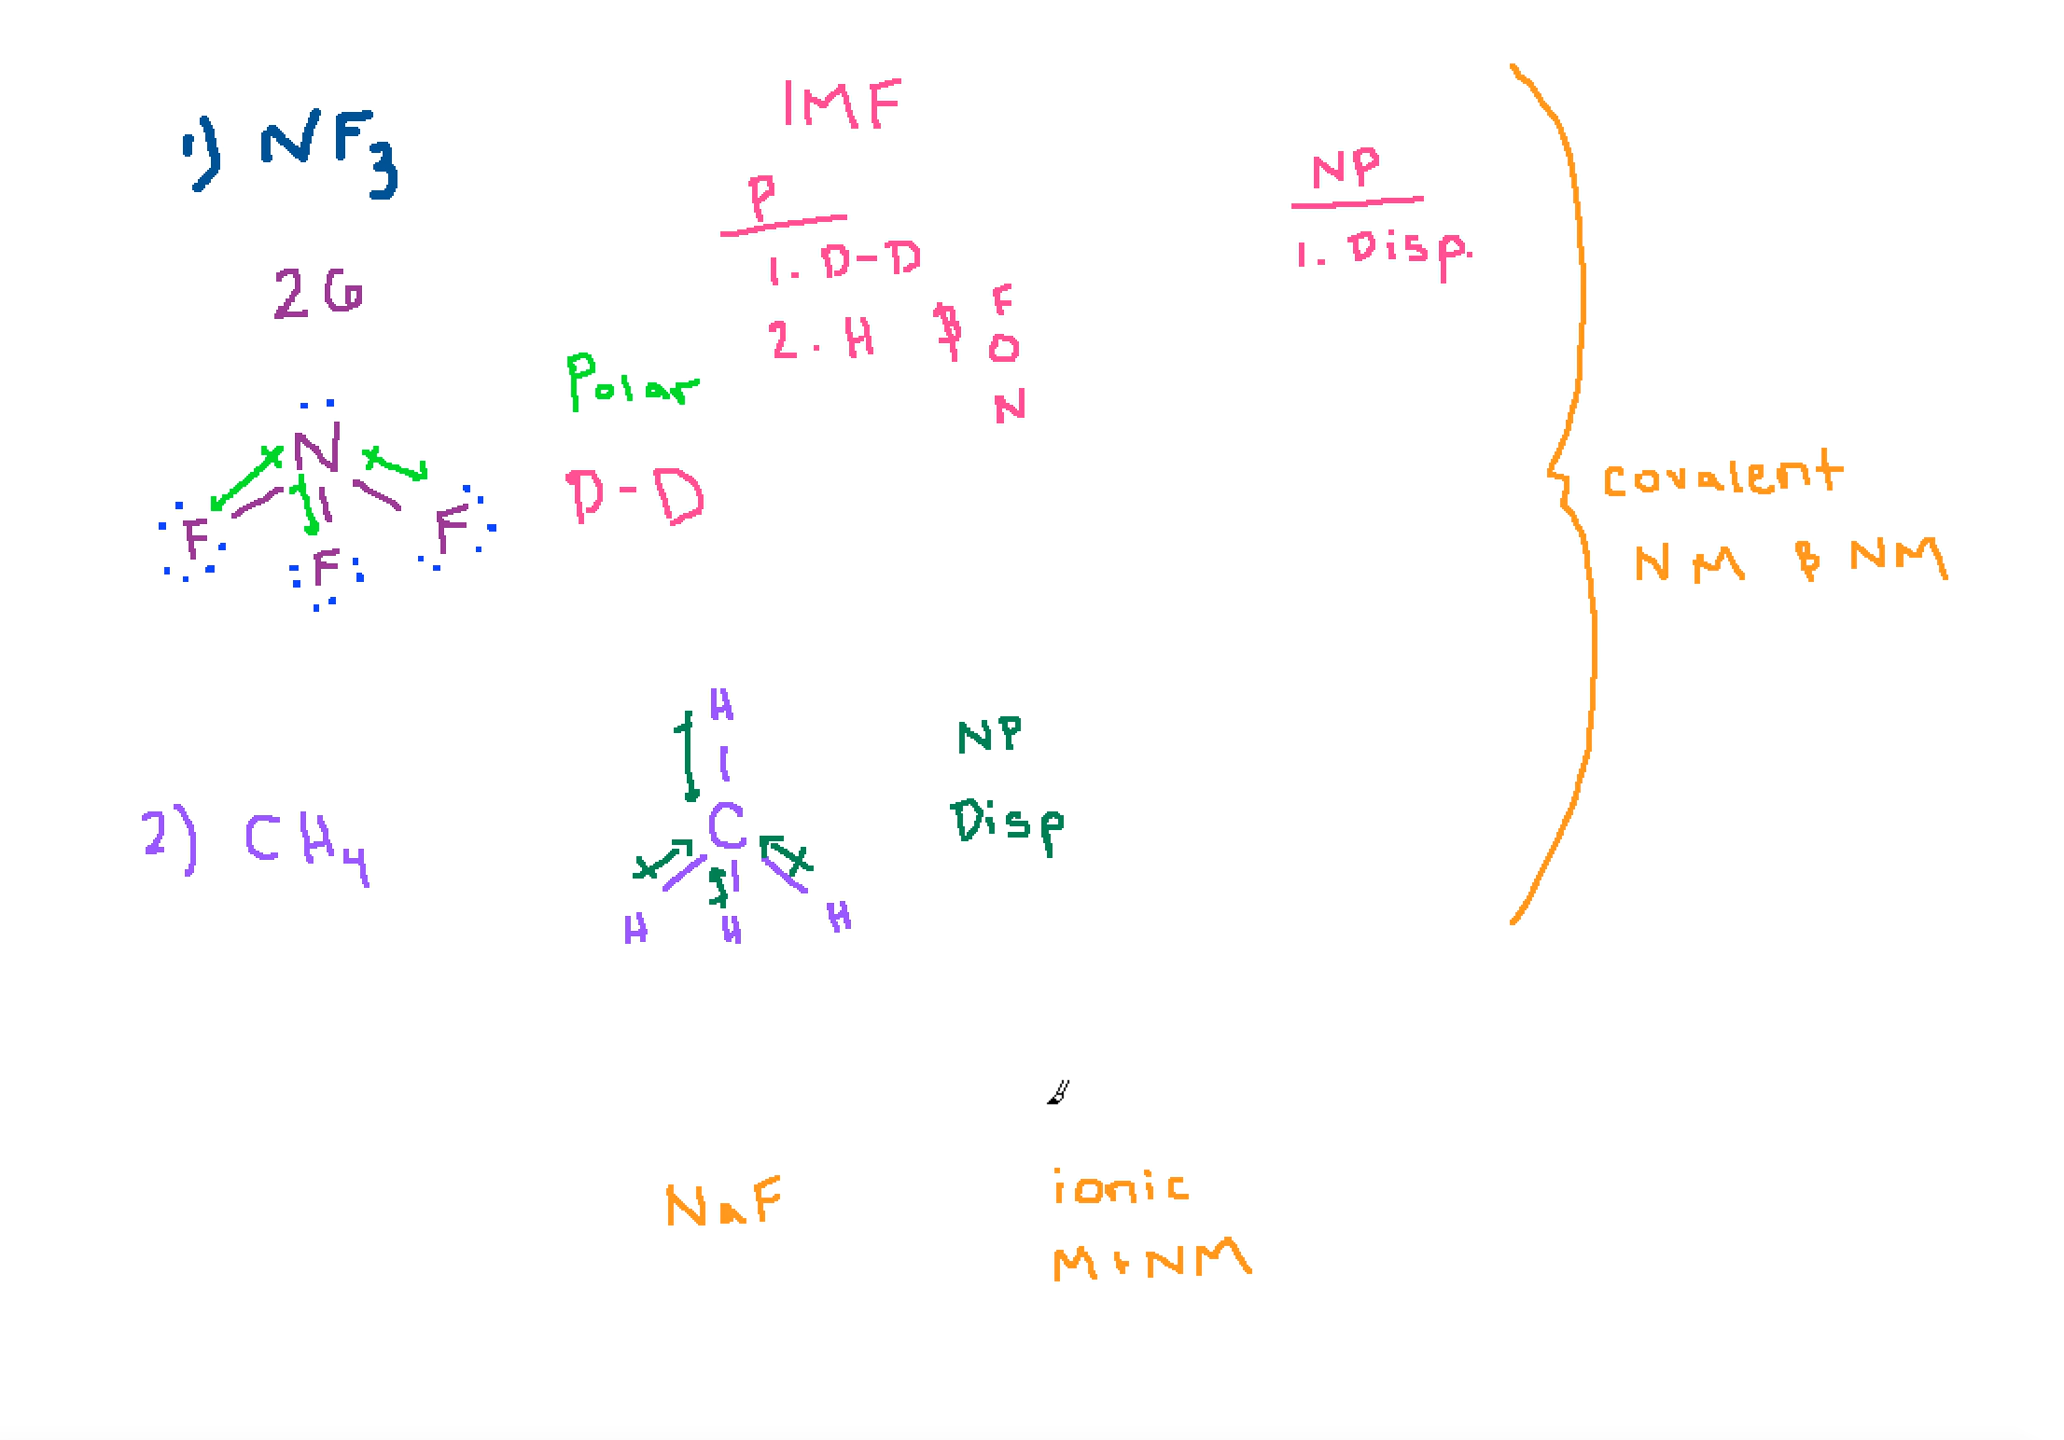 1) NF3
2G
IMF
P
1. D-D
2. H & F
O
N
NP
1. Disp.
Polar
D-D
N
F
F
F
covalent
NM & NM
2) CH4
H
C
H H H
NP
Disp
NaF
ionic
M + NM